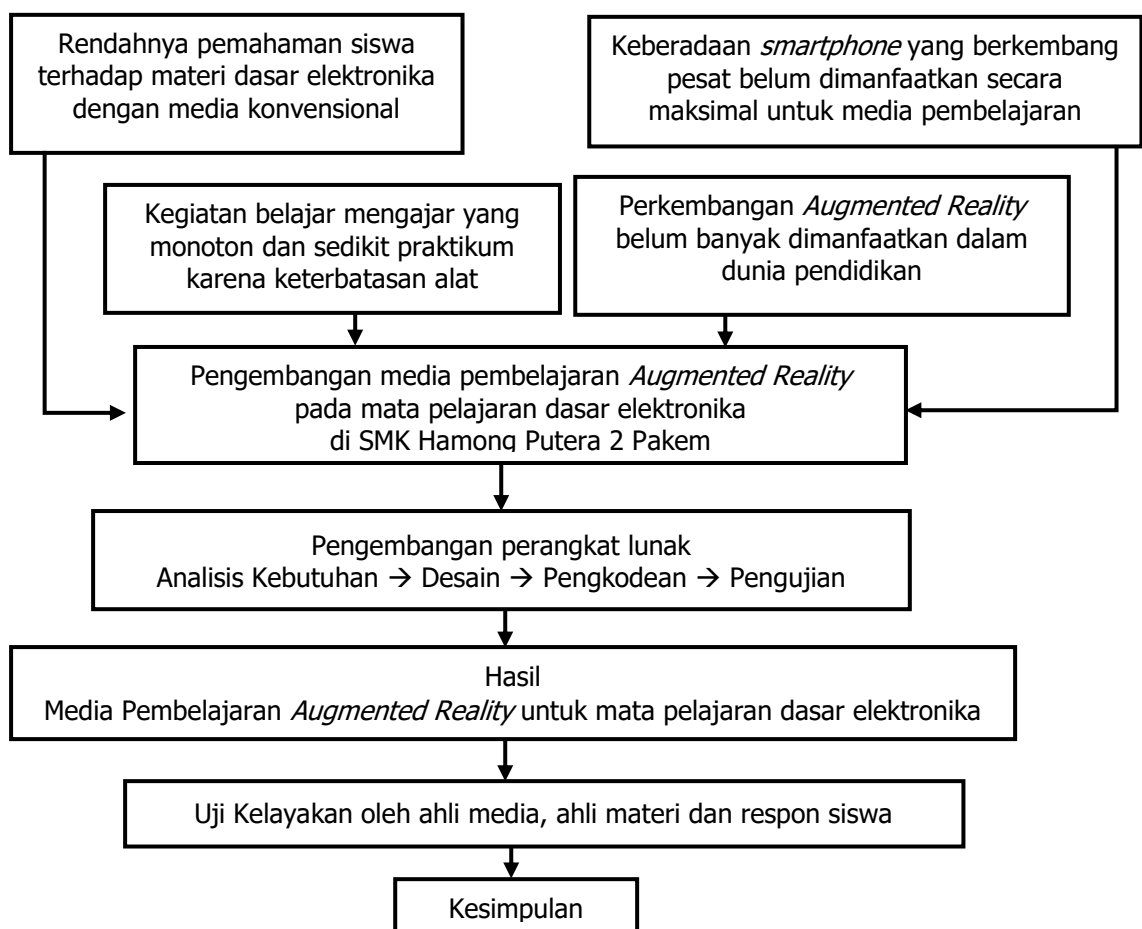 Rendahnya pemahaman siswa
terhadap materi dasar elektronika
dengan media konvensional
Keberadaan smartphone yang berkembang
pesat belum dimanfaatkan secara
maksimal untuk media pembelajaran
Kegiatan belajar mengajar yang
monoton dan sedikit praktikum
karena keterbatasan alat
Perkembangan Augmented Reality
belum banyak dimanfaatkan dalam
dunia pendidikan
Pengembangan media pembelajaran Augmented Reality
pada mata pelajaran dasar elektronika
di SMK Hamong Putera 2 Pakem
Pengembangan perangkat lunak
Analisis Kebutuhan → Desain → Pengkodean → Pengujian
Hasil
Media Pembelajaran Augmented Reality untuk mata pelajaran dasar elektronika
Uji Kelayakan oleh ahli media, ahli materi dan respon siswa
Kesimpulan